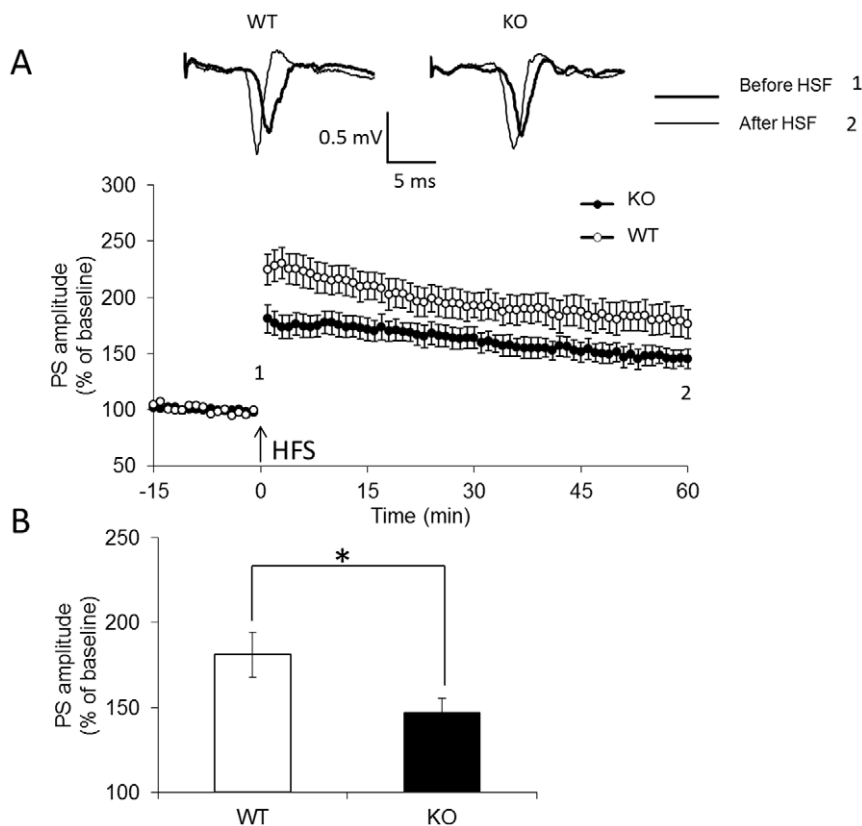 WT KO
A
Before HSF 1
After HSF 2
0.5 mV
5 ms
300
250
200
150
100
50
PS amplitude
(% of baseline)
KO
WT
1
2
HFS
-15 0 15 30 45 60
Time (min)
B
250
200
150
100
PS amplitude
(% of baseline)
*
WT KO